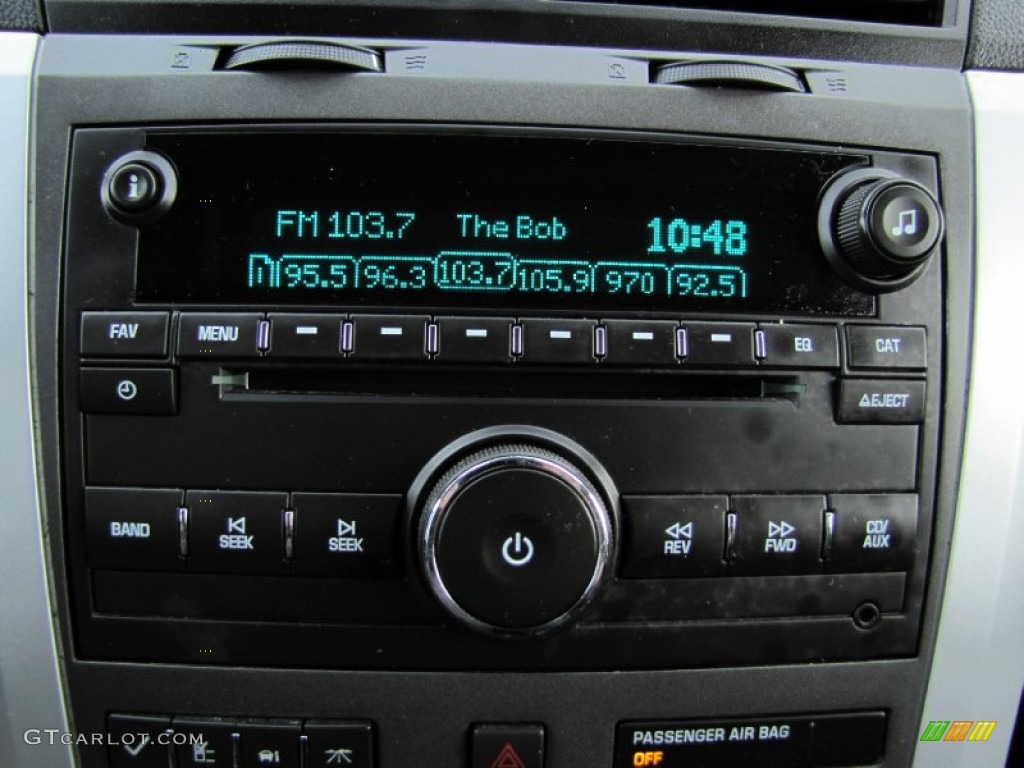 FM 103.7 The Bob 10:48
1 95.5 96.3 103.7 105.9 970 92.5
FAV MENU EQ CAT
EJECT
BAND SEEK SEEK REV FWD CD/
AUX
PASSENGER AIR BAG
OFF
GTCARLOT.COM